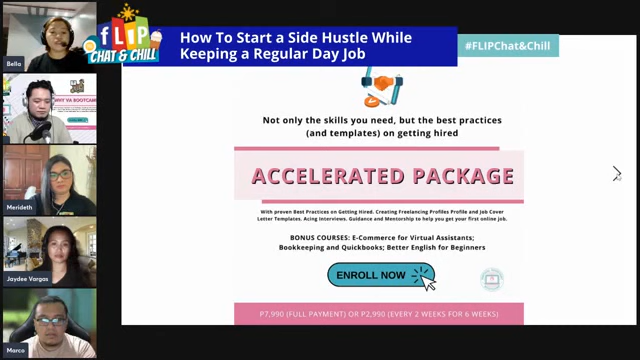 Bella
FLIP
CHAT & CHILL
How To Start a Side Hustle While
Keeping a Regular Day Job
#FLIPChat&Chill
Merideth
Jaydee Vargas
Marco
Not only the skills you need, but the best practices
(and templates) on getting hired
ACCELERATED PACKAGE
With proven Best Practices on Getting Hired. Creating Freelancing Profiles Profile and Job Cover
Letter Templates. Acing Interviews. Guidance and Mentorship to help you get your first online job.
BONUS COURSES: E-Commerce for Virtual Assistants;
Bookkeeping and Quickbooks; Better English for Beginners
ENROLL NOW
P7,990 (FULL PAYMENT) OR P2,990 (EVERY 2 WEEKS FOR 6 WEEKS)